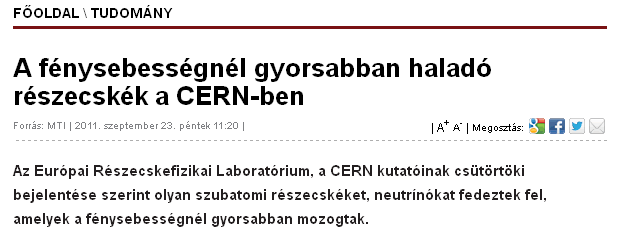 FŐOLDAL \ TUDOMÁNY
A fénysebességnél gyorsabban haladó
részecskék a CERN-ben
Forrás: MTI | 2011. szeptember 23. péntek 11:20 | | A+ A- | Megosztás:
Az Európai Részecskefizikai Laboratórium, a CERN kutatóinak csütörtöki
bejelentése szerint olyan szubatomi részecskéket, neutrínókat fedeztek fel,
amelyek a fénysebességnél gyorsabban mozogtak.